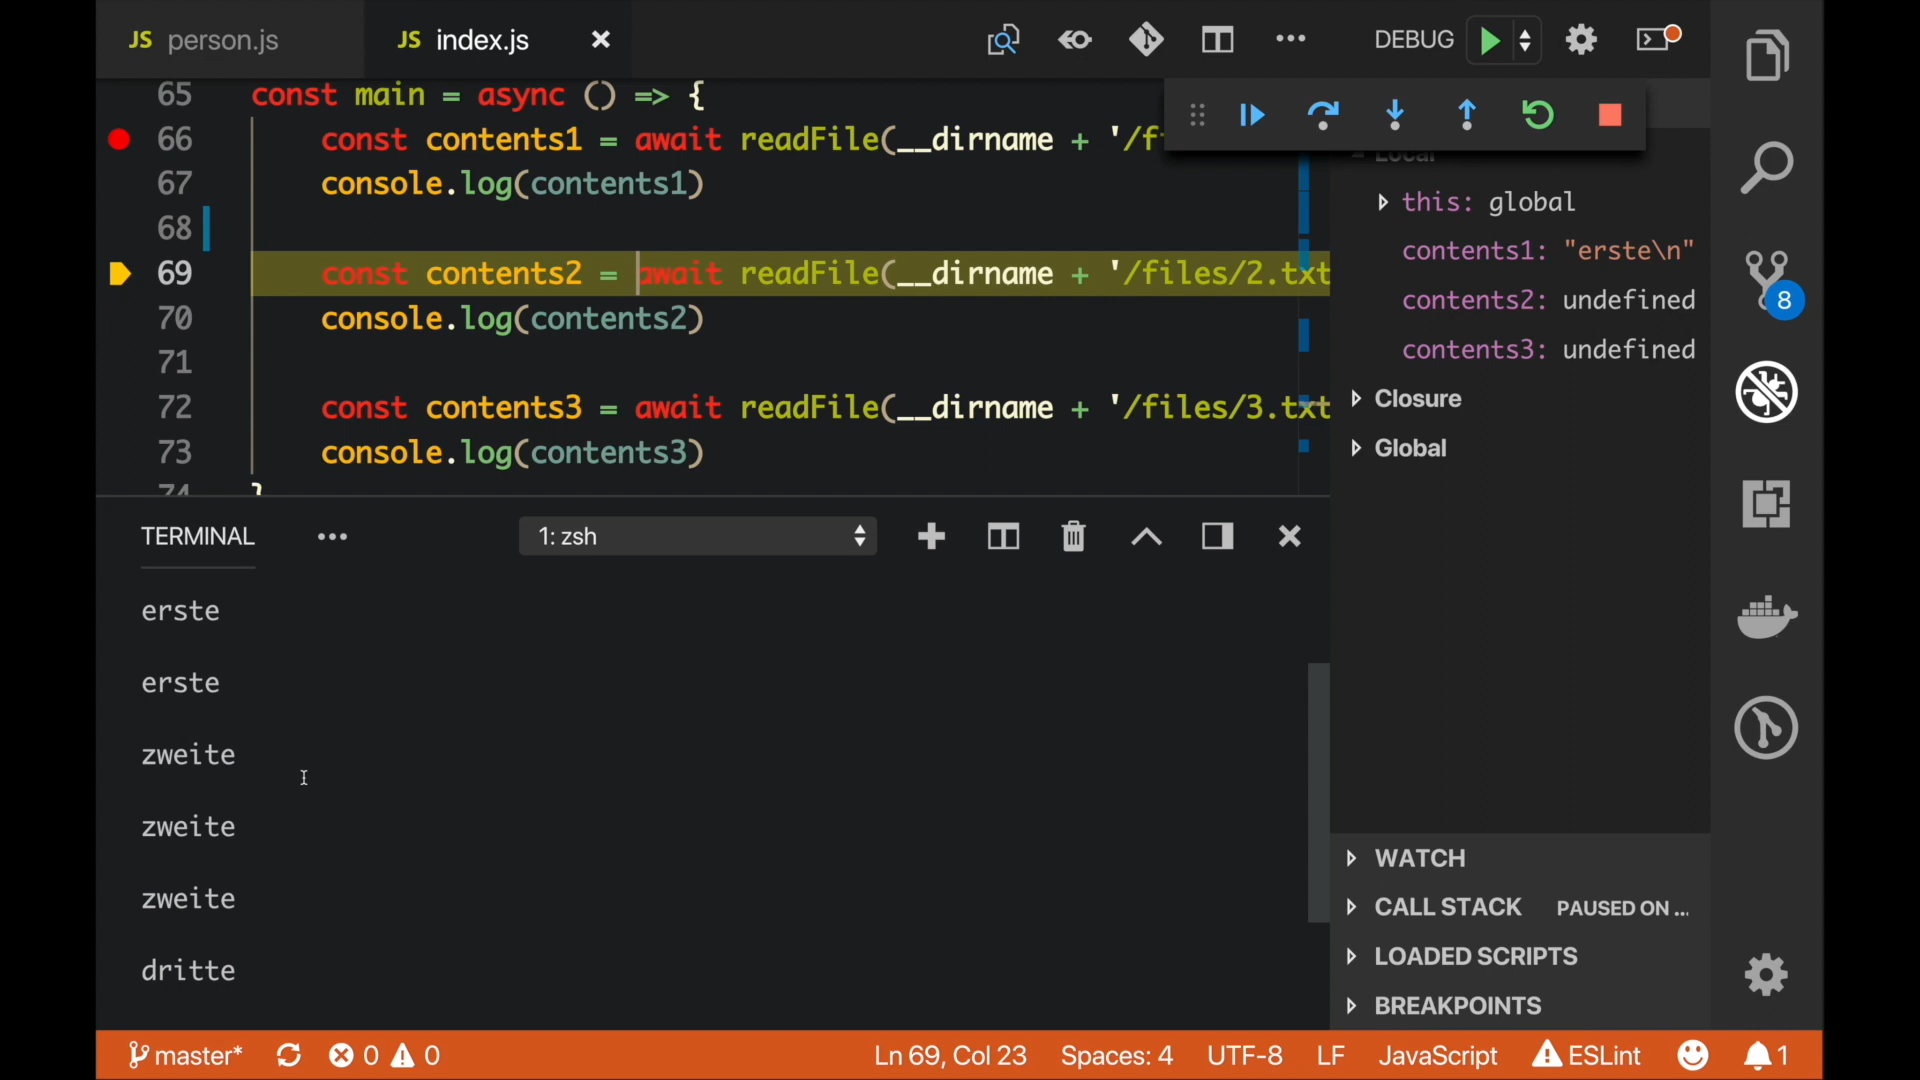 JS person.js
JS index.js
DEBUG
65 const main = async () => {
66 const contents1 = await readFile(__dirname + '/f
67 console.log(contents1)
68
69 const contents2 = await readFile(__dirname + '/files/2.txt
70 console.log(contents2)
71
72 const contents3 = await readFile(__dirname + '/files/3.txt
73 console.log(contents3)
74 }
Local
this: global
contents1: "erste\n"
contents2: undefined
contents3: undefined
Closure
Global
8
TERMINAL
1: zsh
erste
erste
zweite
zweite
zweite
dritte
WATCH
CALL STACK PAUSED ON ...
LOADED SCRIPTS
BREAKPOINTS
master* 0 0 Ln 69, Col 23 Spaces: 4 UTF-8 LF JavaScript ESLint 1